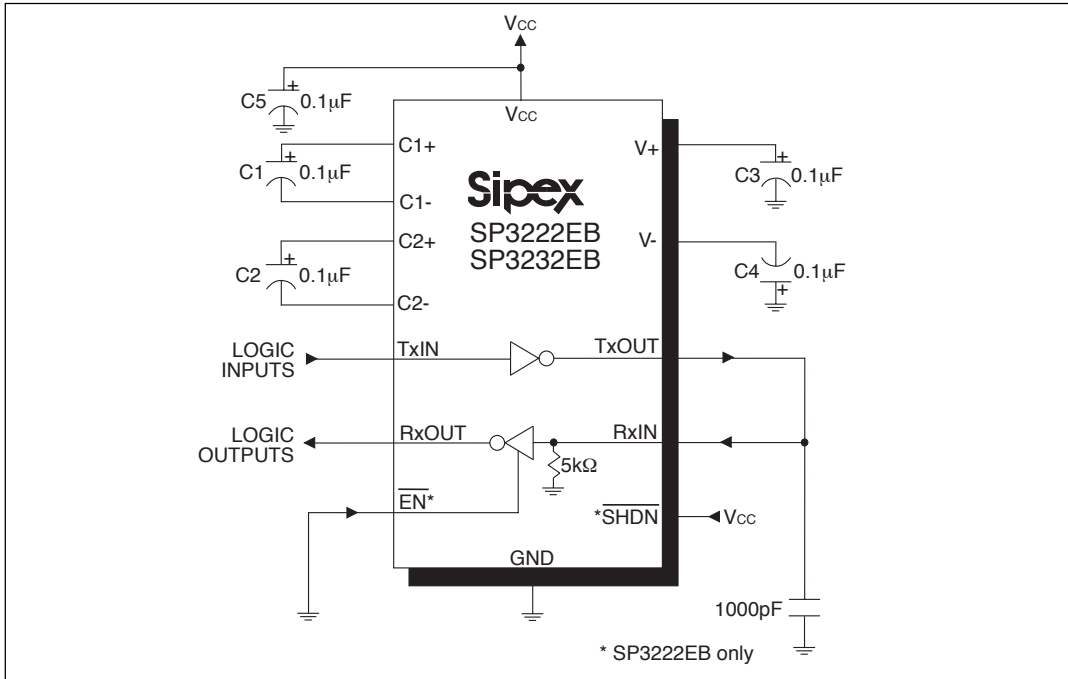 VCC
C5 + 0.1μF
VCC
C1 + 0.1μF
C1+
C1-
C2 + 0.1μF
C2+
C2-
Sipex
SP3222EB
SP3232EB
V+
+
C3 0.1μF
V-
C4 0.1μF
+
LOGIC
INPUTS
TxIN
TxOUT
LOGIC
OUTPUTS
RxOUT
RxIN
5kΩ
EN*
*SHDN
VCC
GND
1000pF
* SP3222EB only